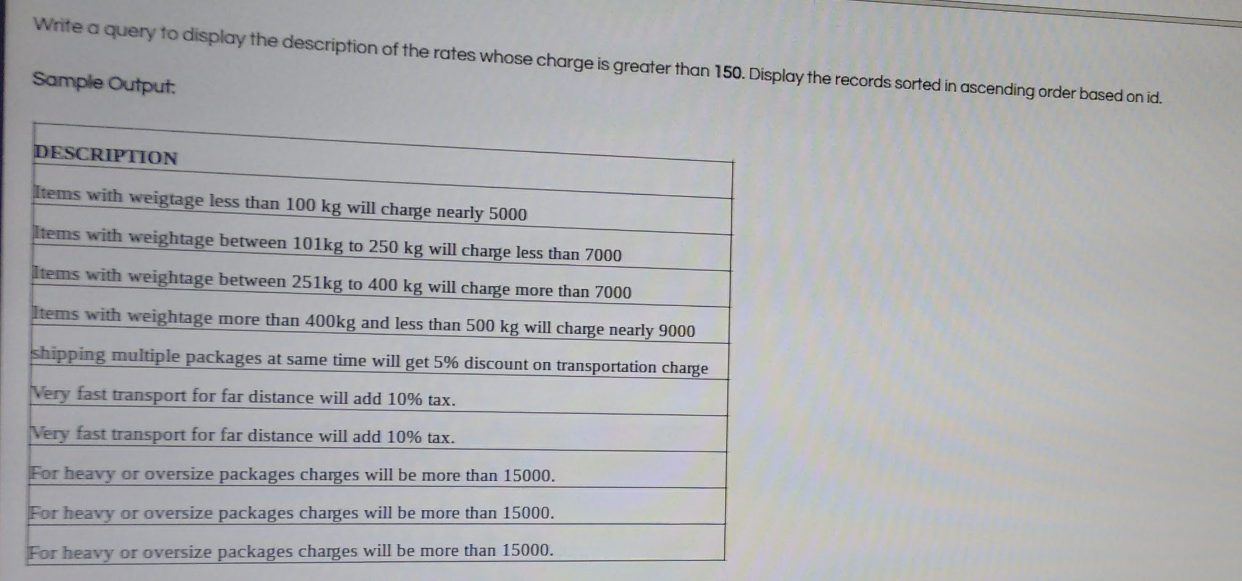 Write a query to display the description of the rates whose charge is greater than 150. Display the records sorted in ascending order based on id.
Sample Output:
DESCRIPTION
Items with weigtage less than 100 kg will charge nearly 5000
Items with weightage between 101kg to 250 kg will charge less than 7000
Items with weightage between 251kg to 400 kg will charge more than 7000
Items with weightage more than 400kg and less than 500 kg will charge nearly 9000
shipping multiple packages at same time will get 5% discount on transportation charge
Very fast transport for far distance will add 10% tax.
Very fast transport for far distance will add 10% tax.
For heavy or oversize packages charges will be more than 15000.
For heavy or oversize packages charges will be more than 15000.
For heavy or oversize packages charges will be more than 15000.